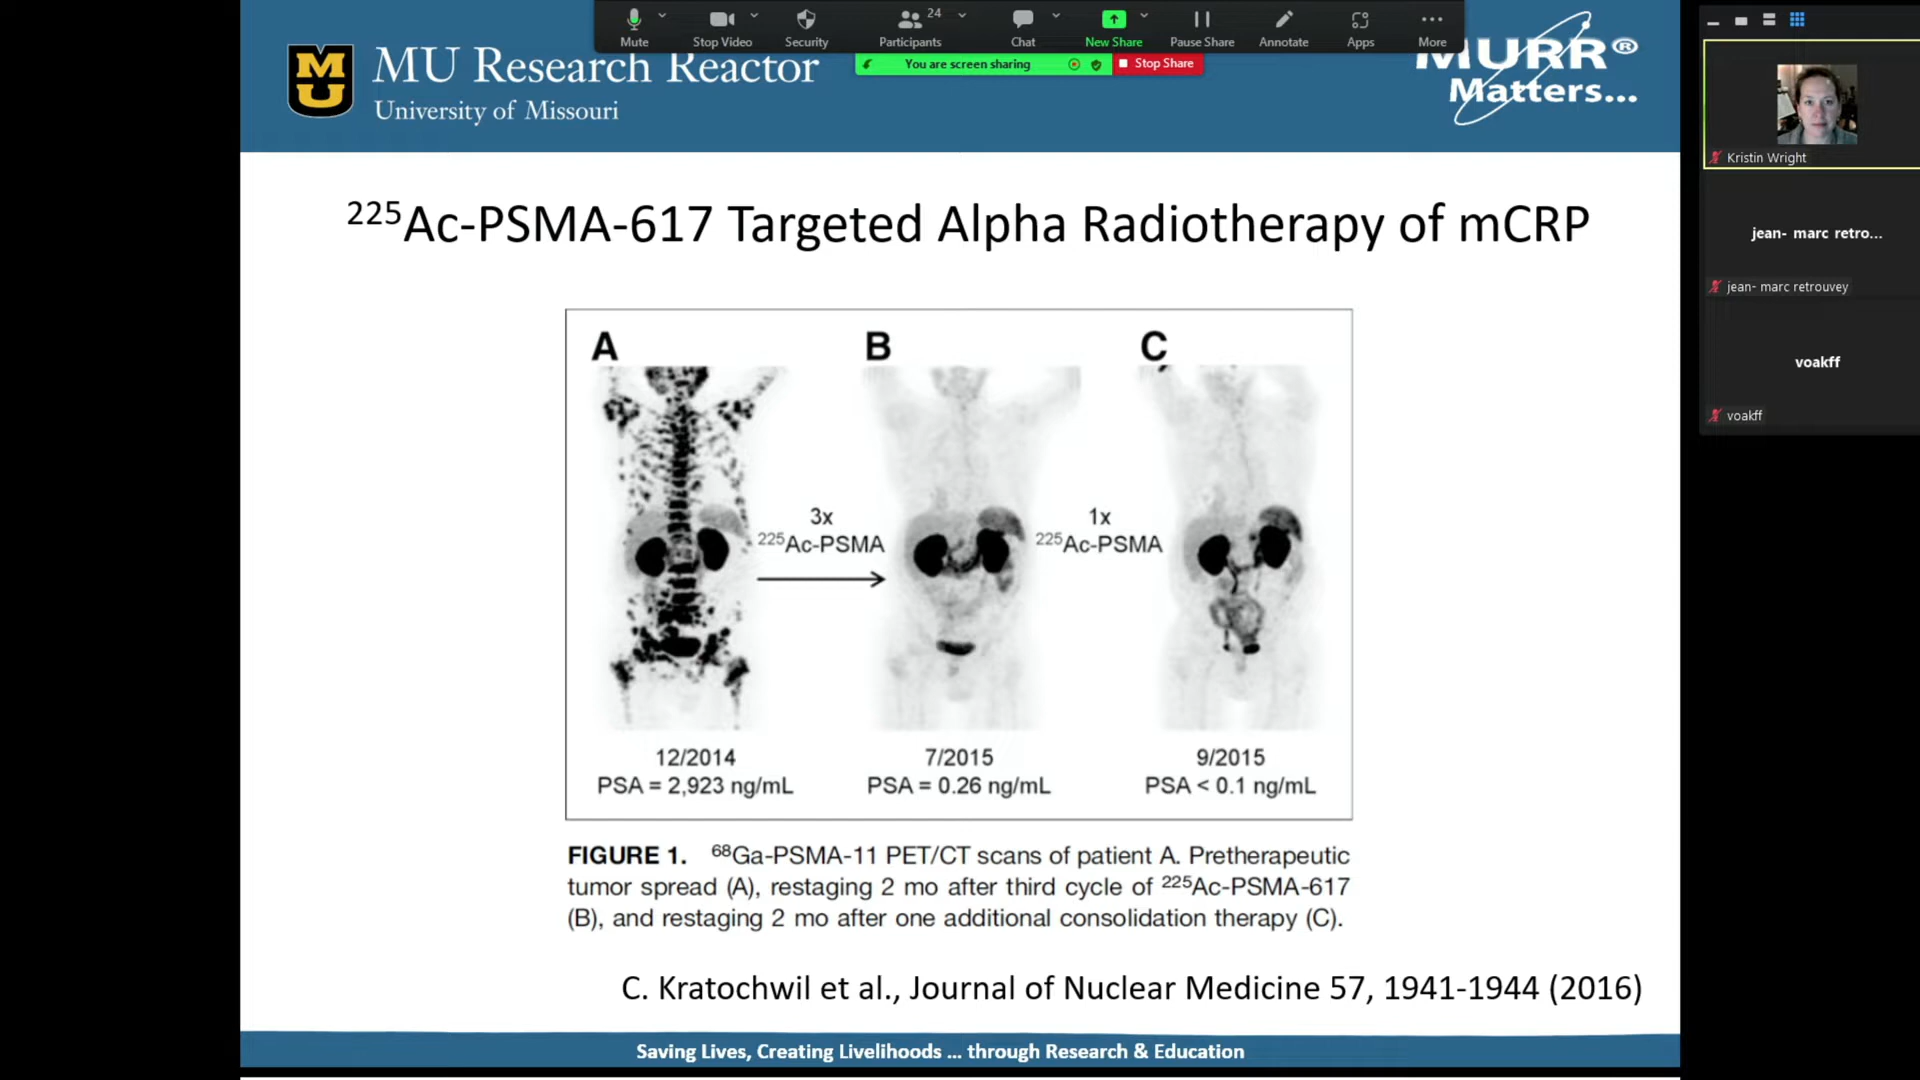 Mute
Stop Video
Security
Participants
24
Chat
New Share
Pause Share
Annotate
Apps
More
You are screen sharing
Stop Share
MU
MU Research Reactor
University of Missouri
MURR®
Matters...
Kristin Wright
jean- marc retro...
jean- marc retrouvey
voakff
voakff
²²⁵Ac-PSMA-617 Targeted Alpha Radiotherapy of mCRP
A
B
C
3x
²²⁵Ac-PSMA
1x
²²⁵Ac-PSMA
12/2014
PSA = 2,923 ng/mL
7/2015
PSA = 0.26 ng/mL
9/2015
PSA < 0.1 ng/mL
FIGURE 1. ⁶⁸Ga-PSMA-11 PET/CT scans of patient A. Pretherapeutic
tumor spread (A), restaging 2 mo after third cycle of ²²⁵Ac-PSMA-617
(B), and restaging 2 mo after one additional consolidation therapy (C).
C. Kratochwil et al., Journal of Nuclear Medicine 57, 1941-1944 (2016)
Saving Lives, Creating Livelihoods ... through Research & Education